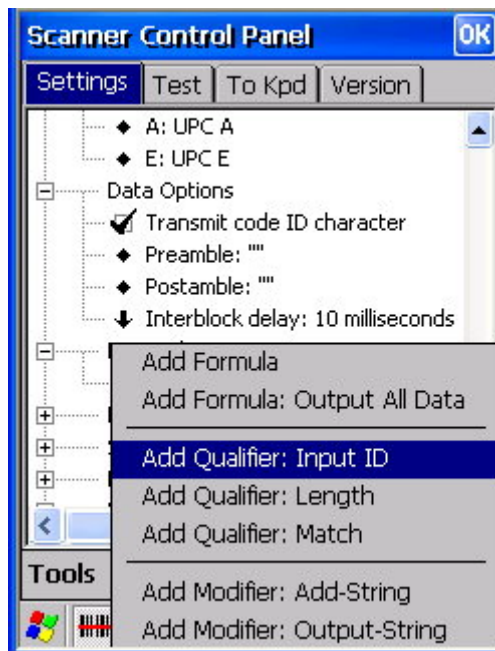 Scanner Control Panel
OK
Settings
Test
To Kpd
Version
A: UPC A
E: UPC E
Data Options
Transmit code ID character
Preamble: ""
Postamble: ""
Interblock delay: 10 milliseconds
Add Formula
Add Formula: Output All Data
Add Qualifier: Input ID
Add Qualifier: Length
Add Qualifier: Match
Add Modifier: Add-String
Add Modifier: Output-String
Tools